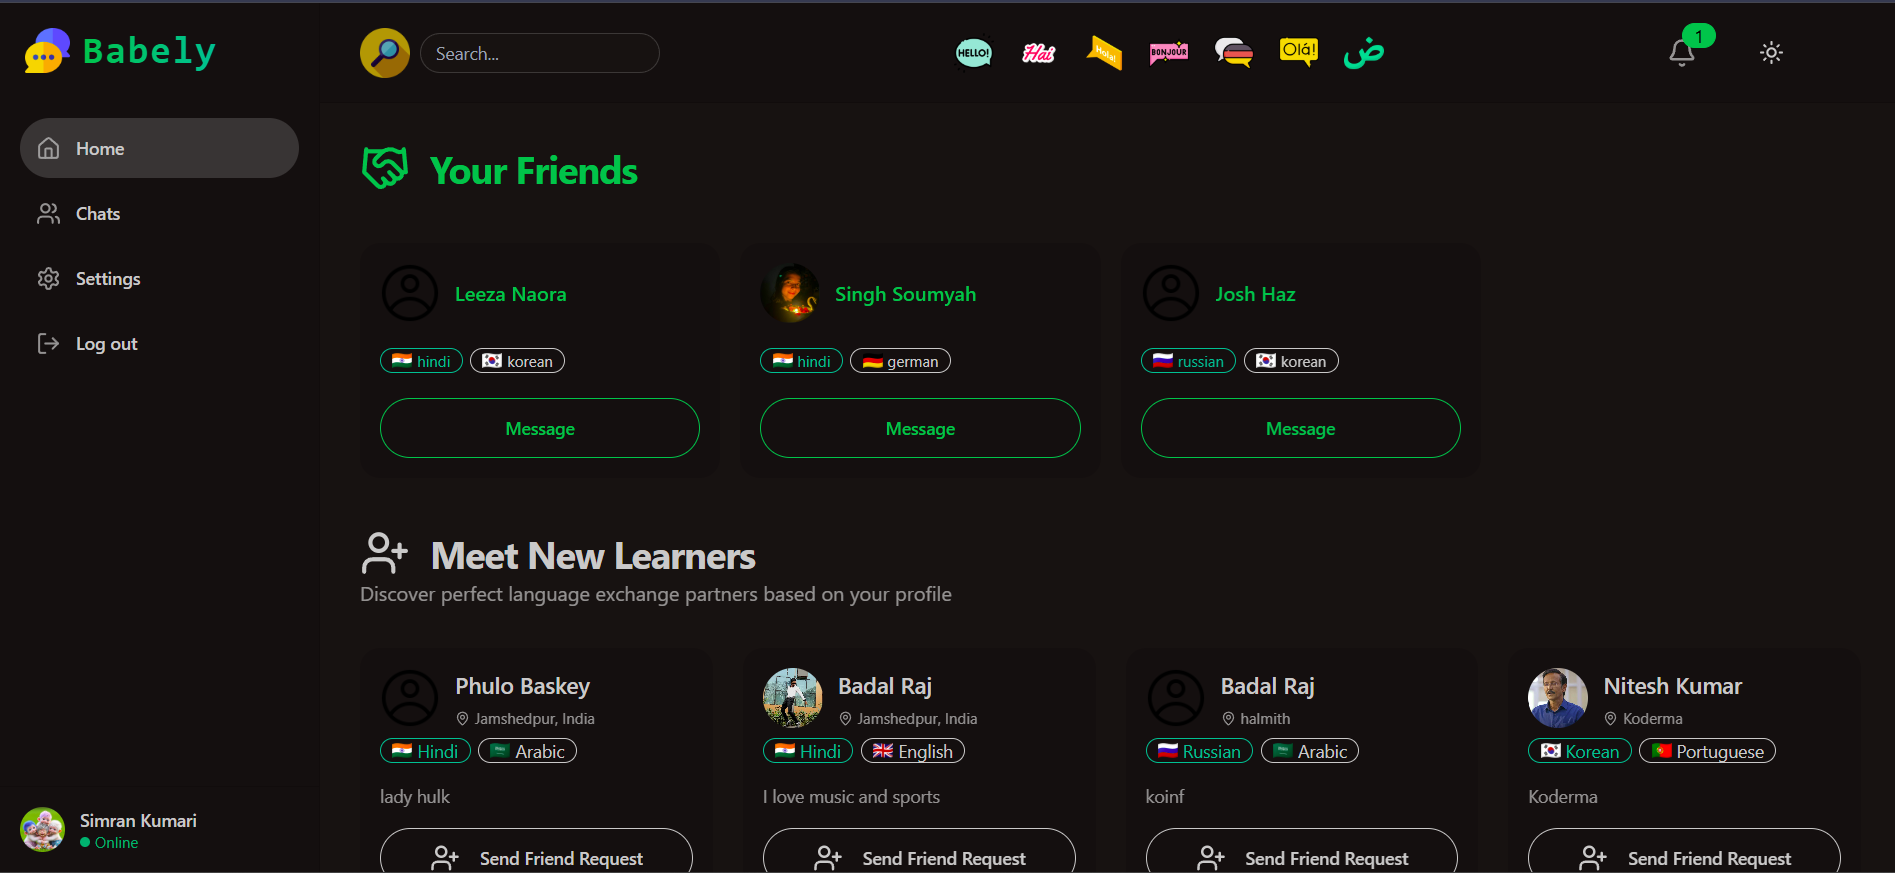 Babely
Search...
HELLO!
Hai
Hola!
BONJOUR
Olá!
ض
1
Home
Chats
Settings
Log out
Your Friends
Leeza Naora
hindi korean
Message
Singh Soumyah
hindi german
Message
Josh Haz
russian korean
Message
Meet New Learners
Discover perfect language exchange partners based on your profile
Phulo Baskey
Jamshedpur, India
Hindi Arabic
lady hulk
Send Friend Request
Badal Raj
Jamshedpur, India
Hindi English
I love music and sports
Send Friend Request
Badal Raj
halmith
Russian Arabic
koinf
Send Friend Request
Nitesh Kumar
Koderma
Korean Portuguese
Koderma
Send Friend Request
Simran Kumari
Online